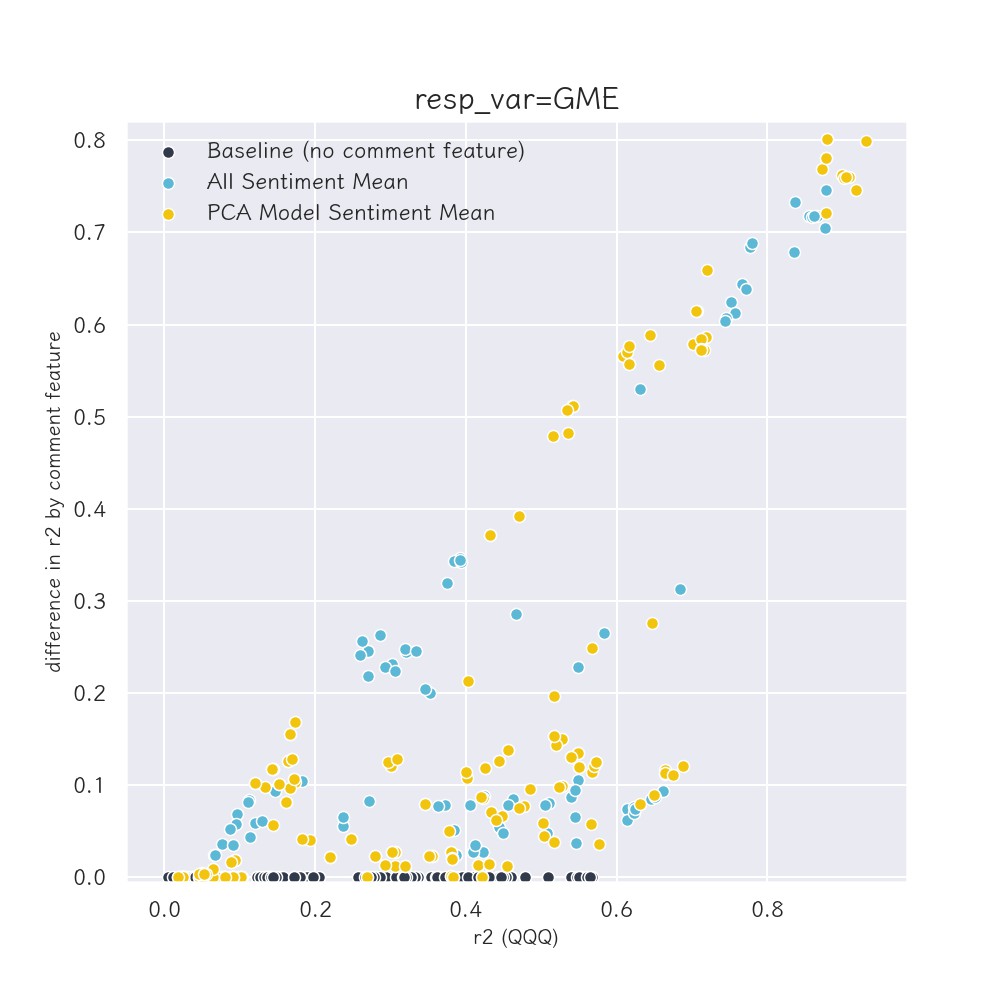 resp_var=GME
Baseline (no comment feature)
All Sentiment Mean
PCA Model Sentiment Mean
difference in r2 by comment feature
0.8
0.7
0.6
0.5
0.4
0.3
0.2
0.1
0.0
0.0 0.2 0.4 0.6 0.8
r2 (QQQ)